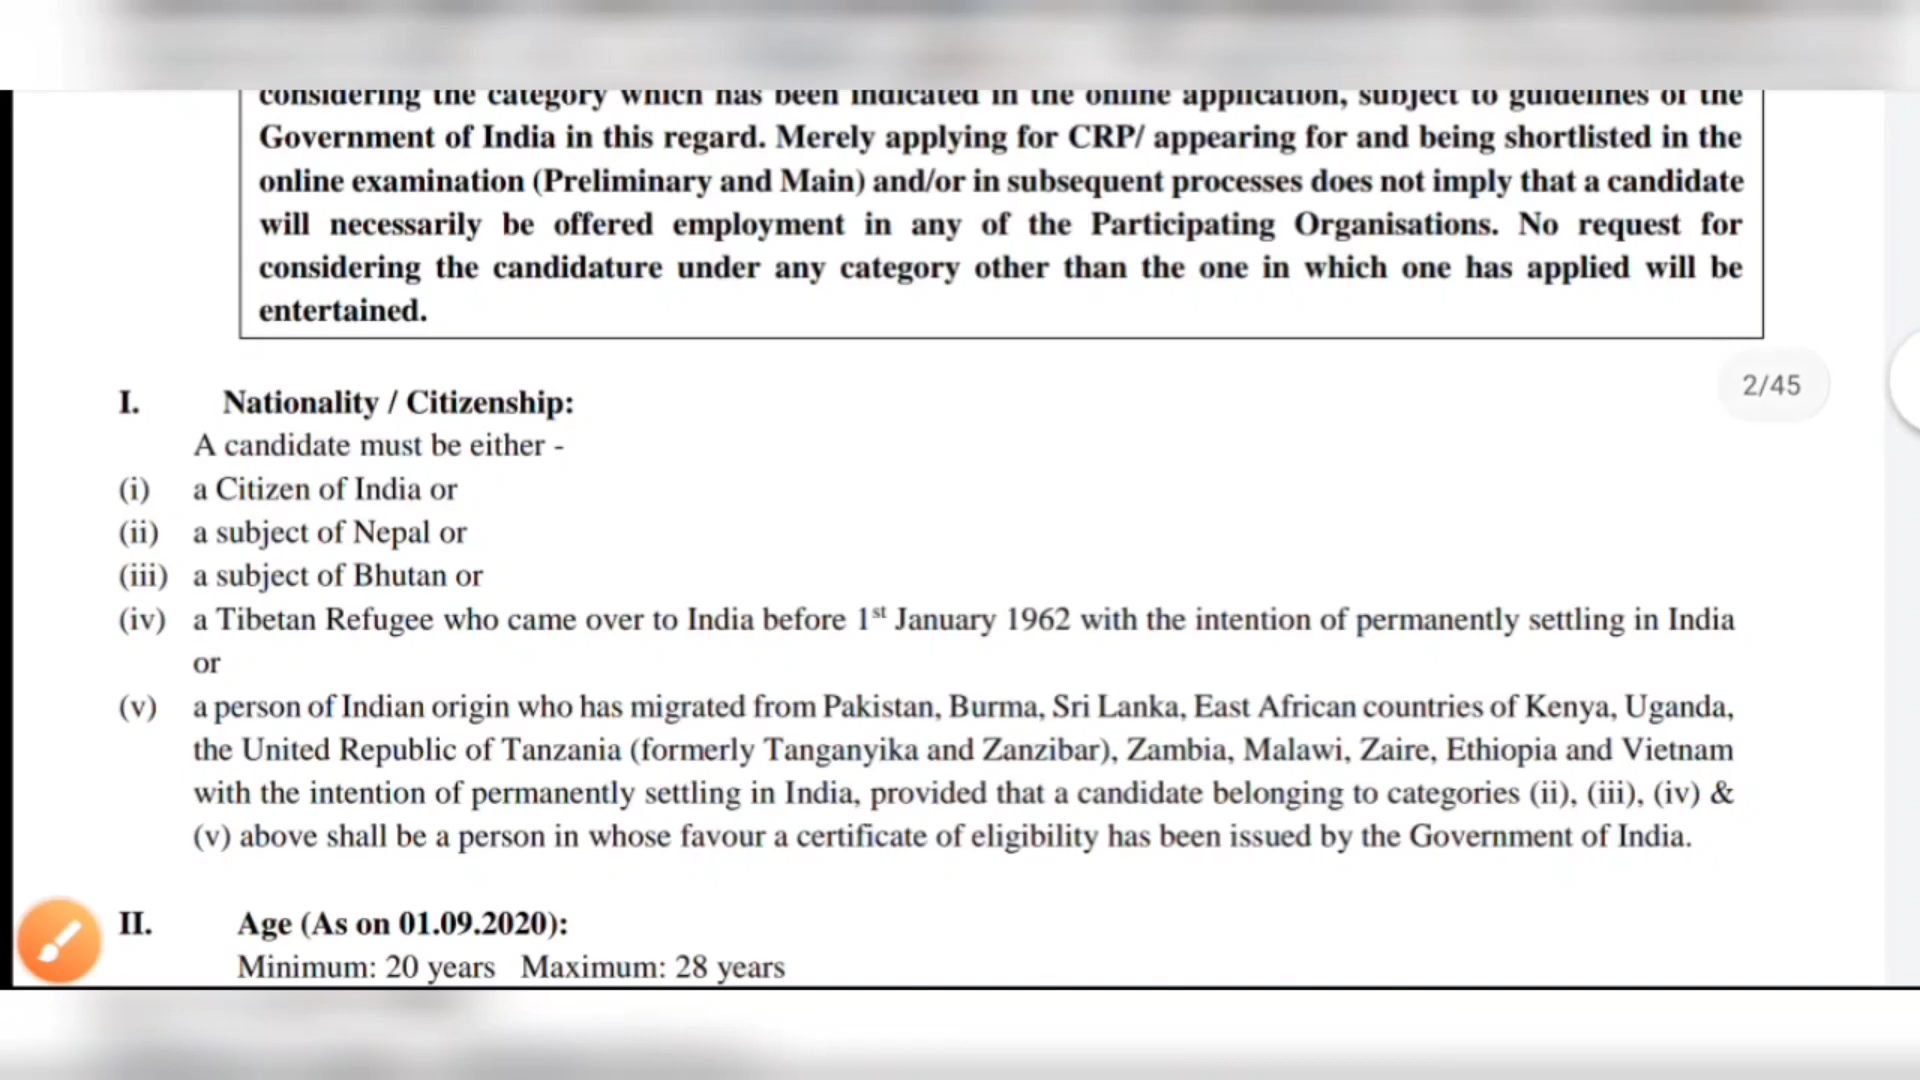 considering the category which has been indicated in the online application, subject to guidelines of the
Government of India in this regard. Merely applying for CRP/ appearing for and being shortlisted in the
online examination (Preliminary and Main) and/or in subsequent processes does not imply that a candidate
will necessarily be offered employment in any of the Participating Organisations. No request for
considering the candidature under any category other than the one in which one has applied will be
entertained.
2/45
I. Nationality / Citizenship:
A candidate must be either -
(i) a Citizen of India or
(ii) a subject of Nepal or
(iii) a subject of Bhutan or
(iv) a Tibetan Refugee who came over to India before 1st January 1962 with the intention of permanently settling in India
or
(v) a person of Indian origin who has migrated from Pakistan, Burma, Sri Lanka, East African countries of Kenya, Uganda,
the United Republic of Tanzania (formerly Tanganyika and Zanzibar), Zambia, Malawi, Zaire, Ethiopia and Vietnam
with the intention of permanently settling in India, provided that a candidate belonging to categories (ii), (iii), (iv) &
(v) above shall be a person in whose favour a certificate of eligibility has been issued by the Government of India.
II. Age (As on 01.09.2020):
Minimum: 20 years Maximum: 28 years